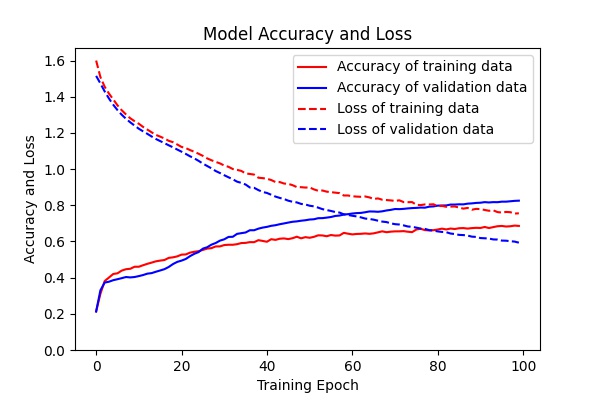 Model Accuracy and Loss
Accuracy and Loss
1.6
1.4
1.2
1.0
0.8
0.6
0.4
0.2
0.0
Accuracy of training data
Accuracy of validation data
Loss of training data
Loss of validation data
0 20 40 60 80 100
Training Epoch